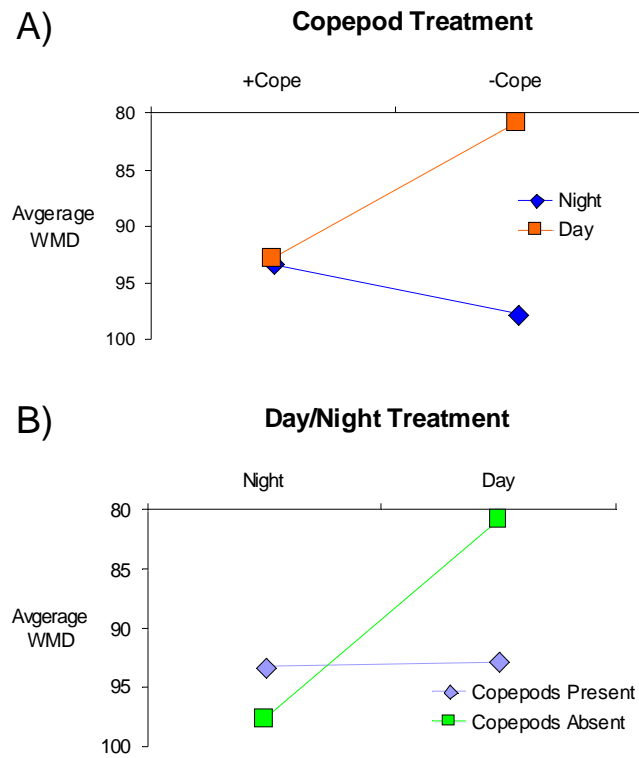 A)
Copepod Treatment
+Cope -Cope
80
85
90
95
100
Avgerage
WMD
Night
Day
B)
Day/Night Treatment
Night Day
80
85
90
95
100
Avgerage
WMD
Copepods Present
Copepods Absent